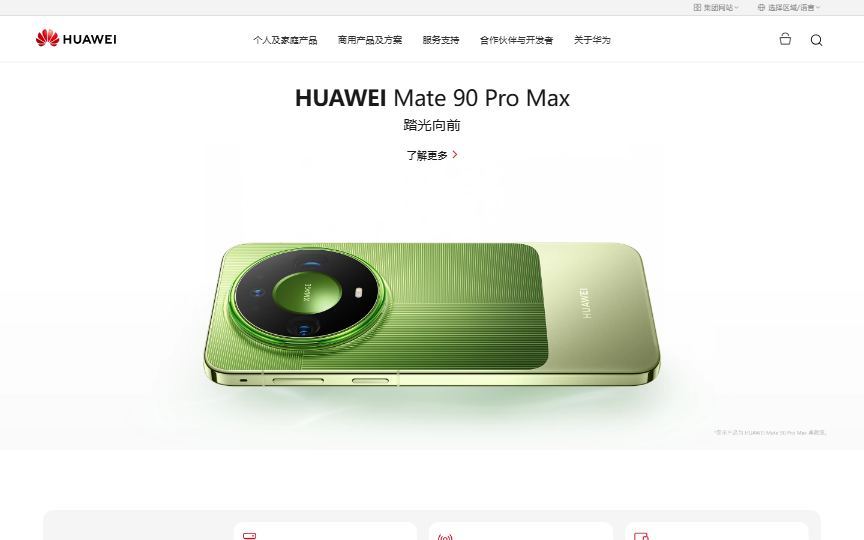 集团网站
选择区域/语言
HUAWEI
个人及家庭产品
商用产品及方案
服务支持
合作伙伴与开发者
关于华为
HUAWEI Mate 90 Pro Max
踏光向前
了解更多
XMAGE
HUAWEI